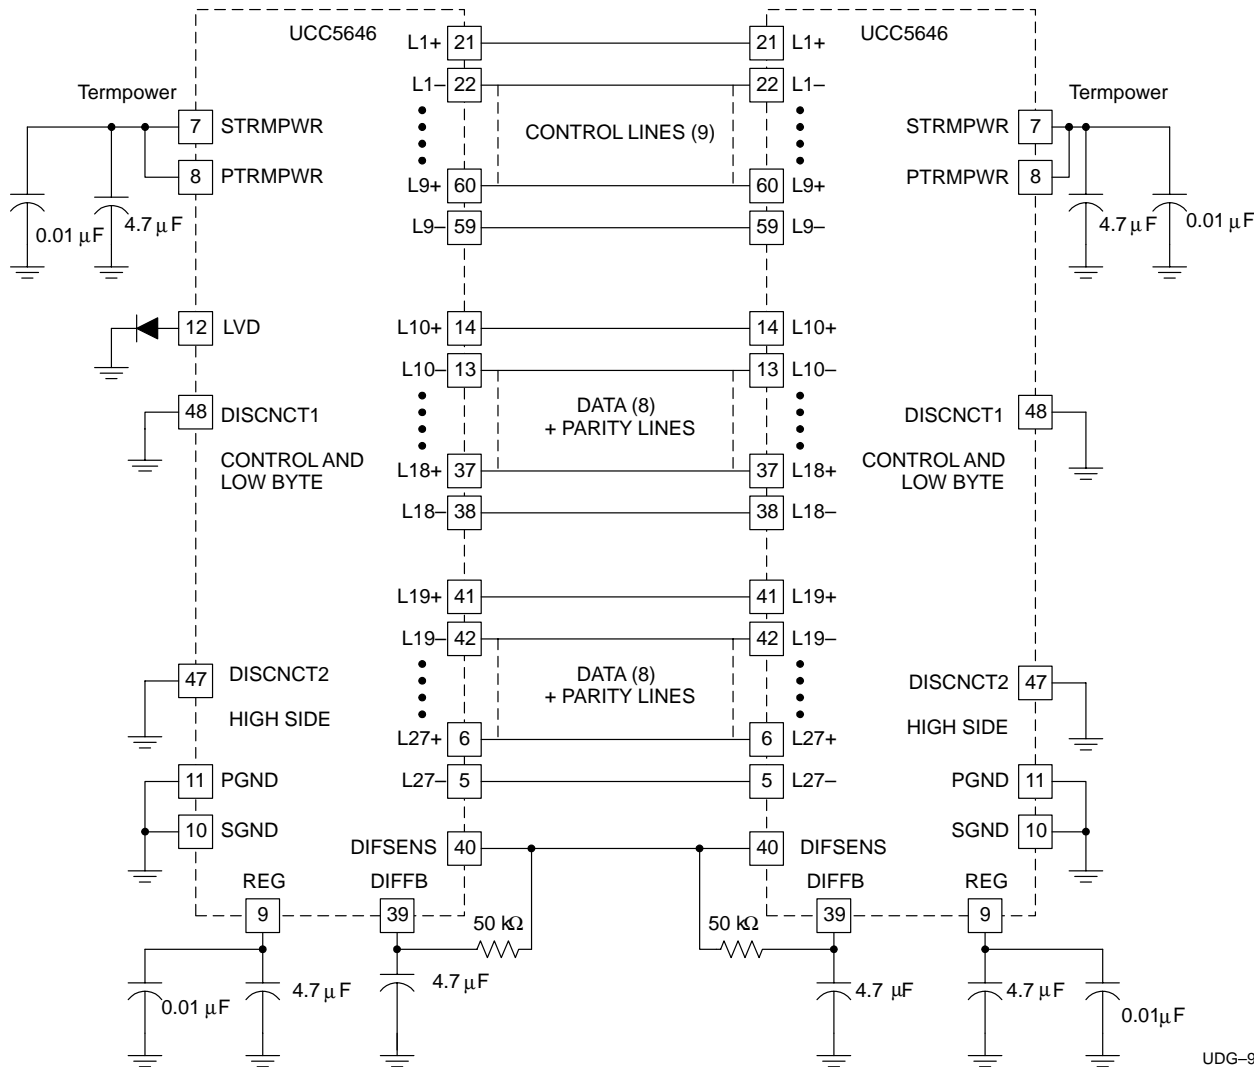 UCC5646
UCC5646
L1+ 21
21 L1+
L1– 22
22 L1–
Termpower
Termpower
7 STRMPWR
CONTROL LINES (9)
STRMPWR 7
8 PTRMPWR
L9+ 60
60 L9+
PTRMPWR 8
0.01 μF
4.7 μF
L9– 59
59 L9–
4.7 μF
0.01 μF
12 LVD
L10+ 14
14 L10+
L10– 13
13 L10–
48 DISCNCT1
DATA (8)
+ PARITY LINES
DISCNCT1 48
CONTROL AND
LOW BYTE
L18+ 37
37 L18+
CONTROL AND
LOW BYTE
L18– 38
38 L18–
L19+ 41
41 L19+
L19– 42
42 L19–
47 DISCNCT2
DATA (8)
+ PARITY LINES
DISCNCT2 47
HIGH SIDE
HIGH SIDE
L27+ 6
6 L27+
11 PGND
L27– 5
5 L27–
PGND 11
10 SGND
SGND 10
DIFSENS 40
40 DIFSENS
REG
DIFFB
DIFFB
REG
9
39
39
9
50 kΩ
50 kΩ
0.01 μF
4.7 μF
4.7 μF
4.7 μF
4.7 μF
0.01μF
UDG–9